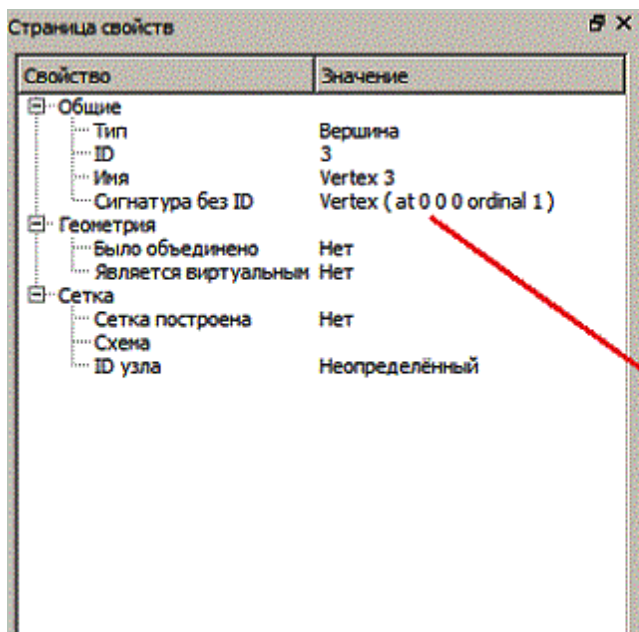 Страница свойств
Свойство Значение
Общие
Тип Вершина
ID 3
Имя Vertex 3
Сигнатура без ID Vertex ( at 0 0 0 ordinal 1 )
Геометрия
Было объединено Нет
Является виртуальным Нет
Сетка
Сетка построена Нет
Схема
ID узла Неопределённый